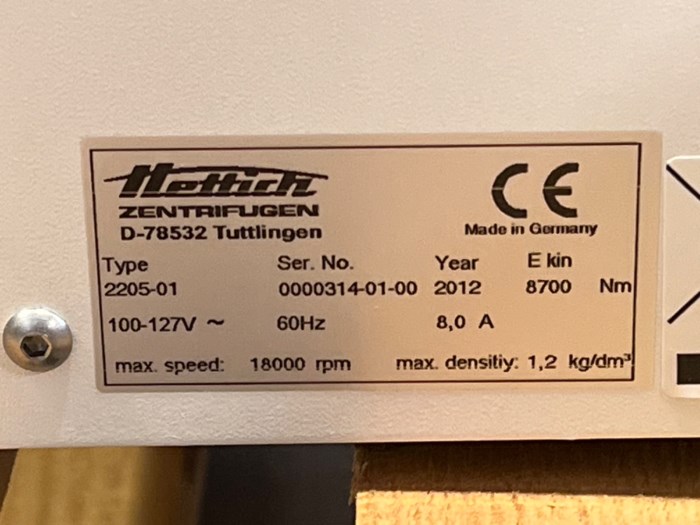 Hettich
ZENTRIFUGEN
D-78532 Tuttlingen
CE
Made in Germany
Type Ser. No. Year E kin
2205-01 0000314-01-00 2012 8700 Nm
100-127V ~ 60Hz 8,0 A
max. speed: 18000 rpm max. densitiy: 1,2 kg/dm³